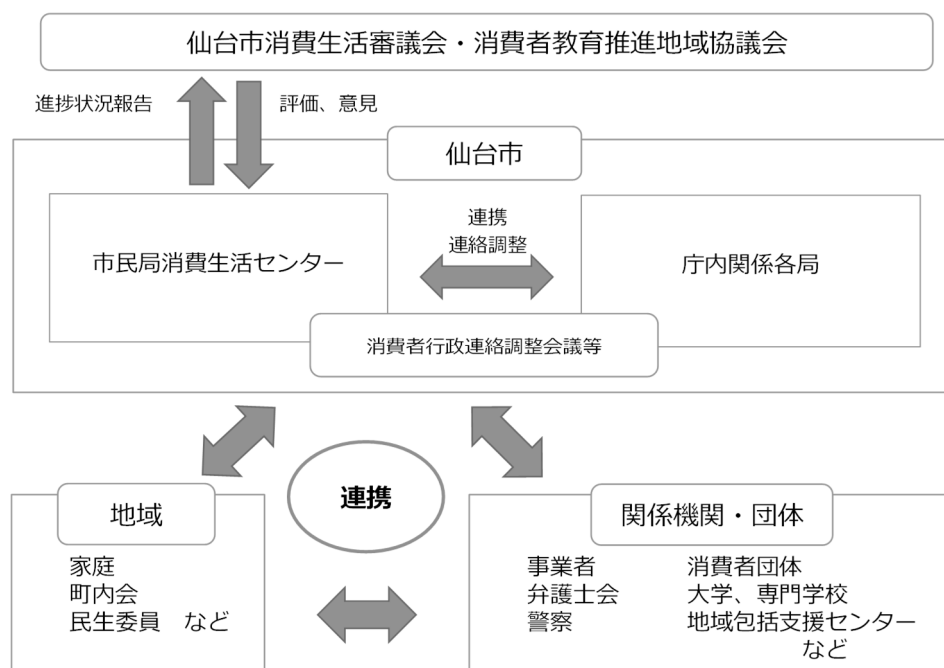 仙台市消費生活審議会・消費者教育推進地域協議会
進捗状況報告
評価、意見
仙台市
市民局消費生活センター
連携
連絡調整
庁内関係各局
消費者行政連絡調整会議等
連携
地域
家庭
町内会
民生委員　など
関係機関・団体
事業者
弁護士会
警察
消費者団体
大学、専門学校
地域包括支援センター
など